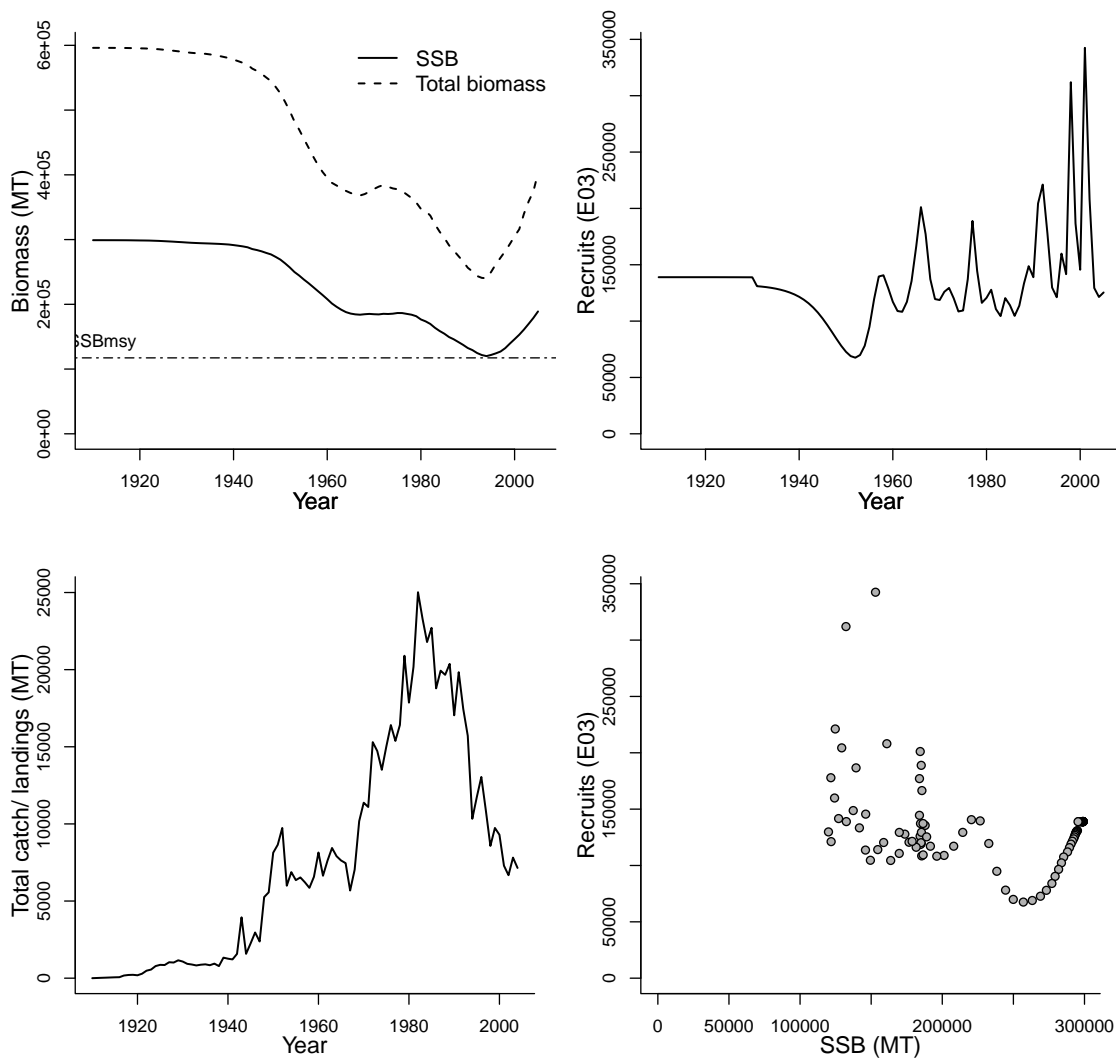 SSB
Total biomass
Biomass (MT)
0e+00
2e+05
4e+05
6e+05
SSBmsy
1920
1940
1960
1980
2000
Year
Recruits (E03)
0
50000
150000
250000
350000
1920
1940
1960
1980
2000
Year
Total catch/ landings (MT)
0
5000
10000
15000
20000
25000
1920
1940
1960
1980
2000
Year
Recruits (E03)
0
50000
150000
250000
350000
0
50000
100000
200000
300000
SSB (MT)